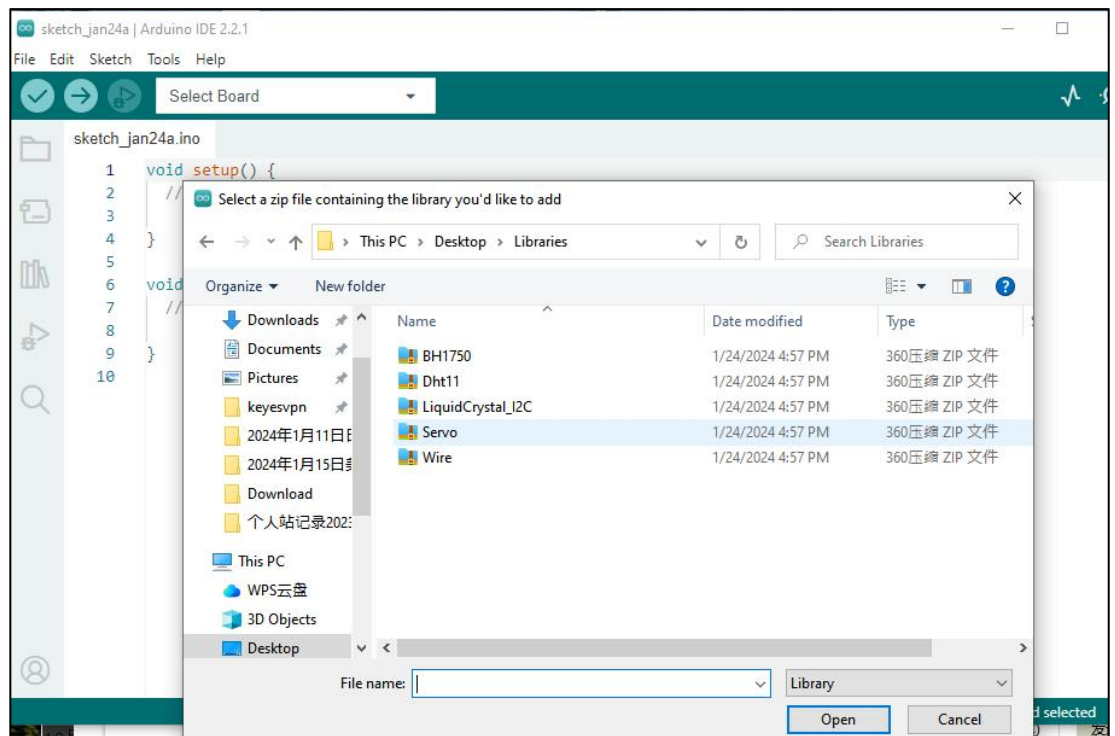 sketch_jan24a | Arduino IDE 2.2.1
File Edit Sketch Tools Help
Select Board
sketch_jan24a.ino
1 void setup() {
2 //
3
4 }
5
6 void
7 //
8
9 }
10
Select a zip file containing the library you'd like to add
This PC > Desktop > Libraries
Search Libraries
Organize New folder
Downloads
Documents
Pictures
keyesvpn
2024年1月11日
2024年1月15日
Download
个人站记录202
This PC
WPS云盘
3D Objects
Desktop
Name Date modified Type
BH1750 1/24/2024 4:57 PM 360压缩 ZIP 文件
Dht11 1/24/2024 4:57 PM 360压缩 ZIP 文件
LiquidCrystal_I2C 1/24/2024 4:57 PM 360压缩 ZIP 文件
Servo 1/24/2024 4:57 PM 360压缩 ZIP 文件
Wire 1/24/2024 4:57 PM 360压缩 ZIP 文件
File name: Library
Open Cancel
selected